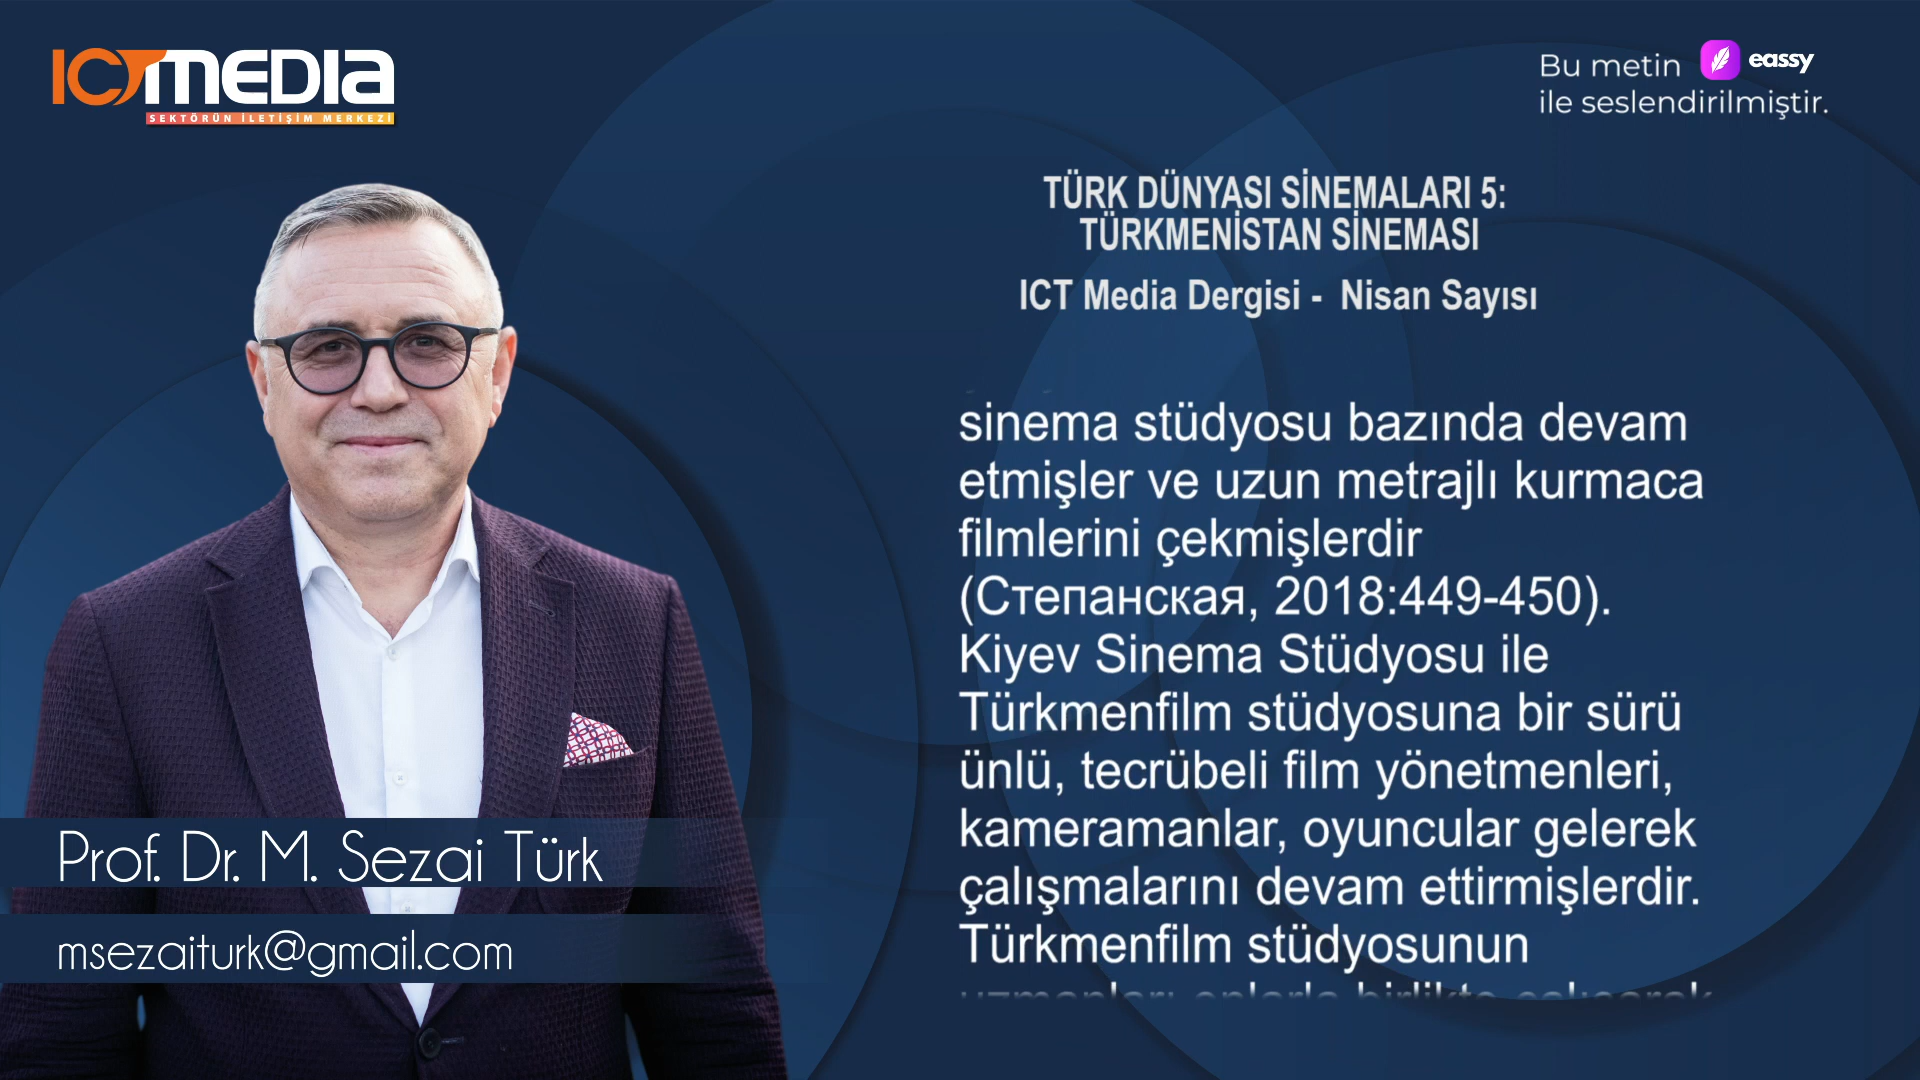 ICTMEDIA
SEKTÖRÜN İLETİŞİM MERKEZİ
Bu metin eassy
ile seslendirilmiştir.
TÜRK DÜNYASI SİNEMALARI 5:
TÜRKMENİSTAN SİNEMASI
ICT Media Dergisi - Nisan Sayısı
sinema stüdyosu bazında devam
etmişler ve uzun metrajlı kurmaca
filmlerini çekmişlerdir
(Степанская, 2018:449-450).
Kiyev Sinema Stüdyosu ile
Türkmenfilm stüdyosuna bir sürü
ünlü, tecrübeli film yönetmenleri,
kameramanlar, oyuncular gelerek
çalışmalarını devam ettirmişlerdir.
Türkmenfilm stüdyosunun
Prof. Dr. M. Sezai Türk
msezaiturk@gmail.com